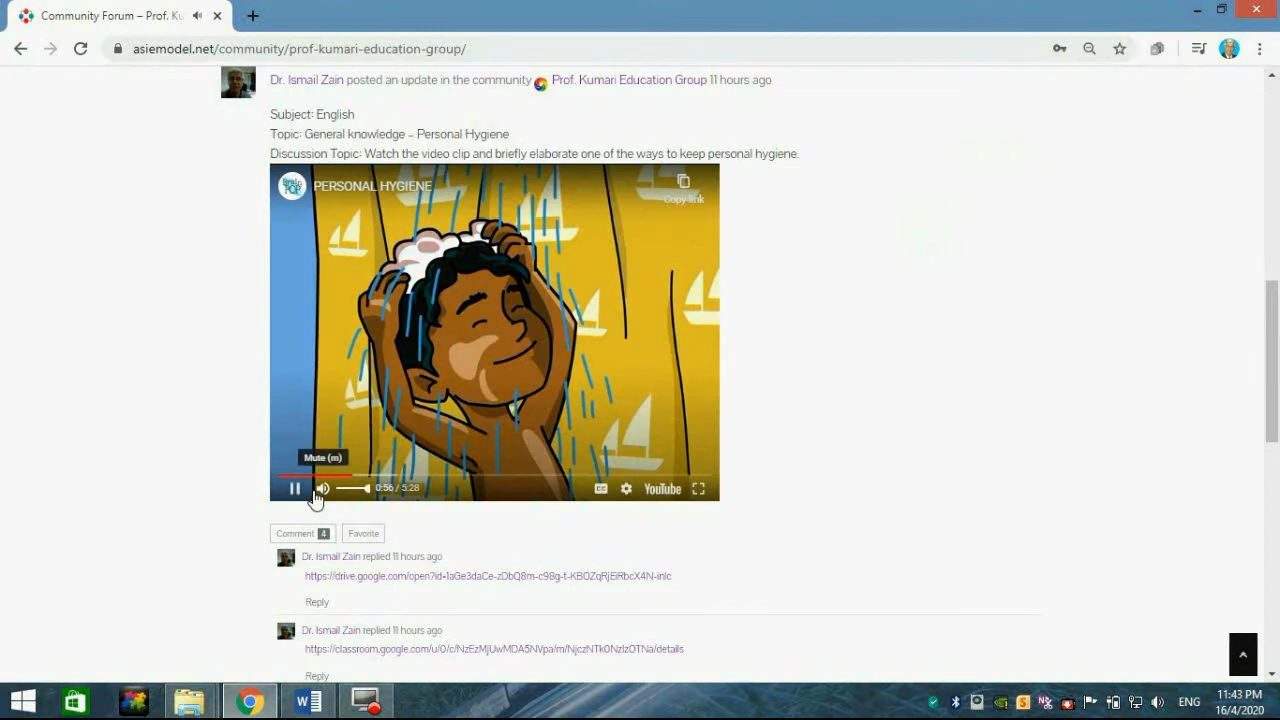 Community Forum – Prof. Ku
asiemodel.net/community/prof-kumari-education-group/
Dr. Ismail Zain posted an update in the community Prof. Kumari Education Group 11 hours ago
Subject: English
Topic: General knowledge – Personal Hygiene
Discussion Topic: Watch the video clip and briefly elaborate one of the ways to keep personal hygiene.
Brain POP
PERSONAL HYGIENE
Copy link
Mute (m)
0:56 / 5:28
CC
YouTube
Comment 4
Favorite
Dr. Ismail Zain replied 11 hours ago
https://drive.google.com/open?id=1aGe3daCe-zDbQ8m-c98g-t-KBOZqRjEiRbcX4N-inlc
Reply
Dr. Ismail Zain replied 11 hours ago
https://classroom.google.com/u/0/c/NzEzMjUwMDA5NVpa/m/NjczNTk0NzIzOTNa/details
Reply
ENG
11:43 PM
16/4/2020